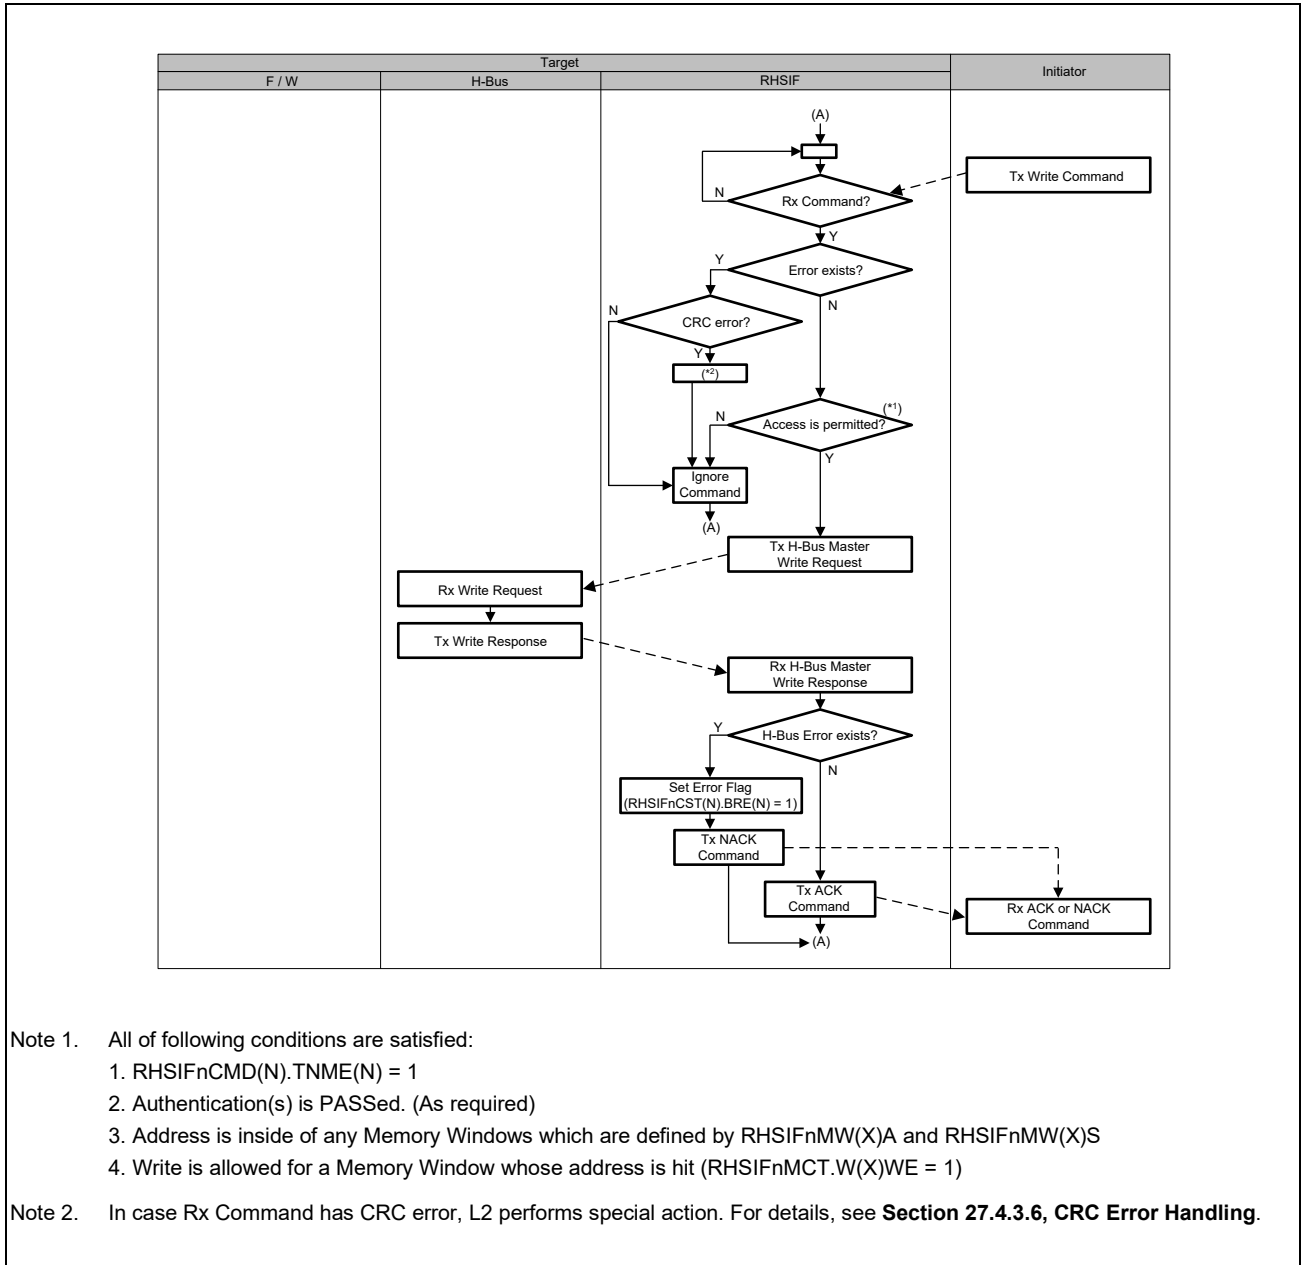 Target
Initiator
F / W
H-Bus
RHSIF
(A)
Tx Write Command
Rx Command?
N
Y
Error exists?
Y
N
CRC error?
N
Y
(*2)
(*1)
Access is permitted?
N
Y
Ignore
Command
(A)
Tx H-Bus Master
Write Request
Rx Write Request
Tx Write Response
Rx H-Bus Master
Write Response
H-Bus Error exists?
Y
N
Set Error Flag
(RHSIFnCST(N).BRE(N) = 1)
Tx NACK
Command
Tx ACK
Command
Rx ACK or NACK
Command
(A)
Note 1. All of following conditions are satisfied:
1. RHSIFnCMD(N).TNME(N) = 1
2. Authentication(s) is PASSed. (As required)
3. Address is inside of any Memory Windows which are defined by RHSIFnMW(X)A and RHSIFnMW(X)S
4. Write is allowed for a Memory Window whose address is hit (RHSIFnMCT.W(X)WE = 1)
Note 2. In case Rx Command has CRC error, L2 performs special action. For details, see Section 27.4.3.6, CRC Error Handling.